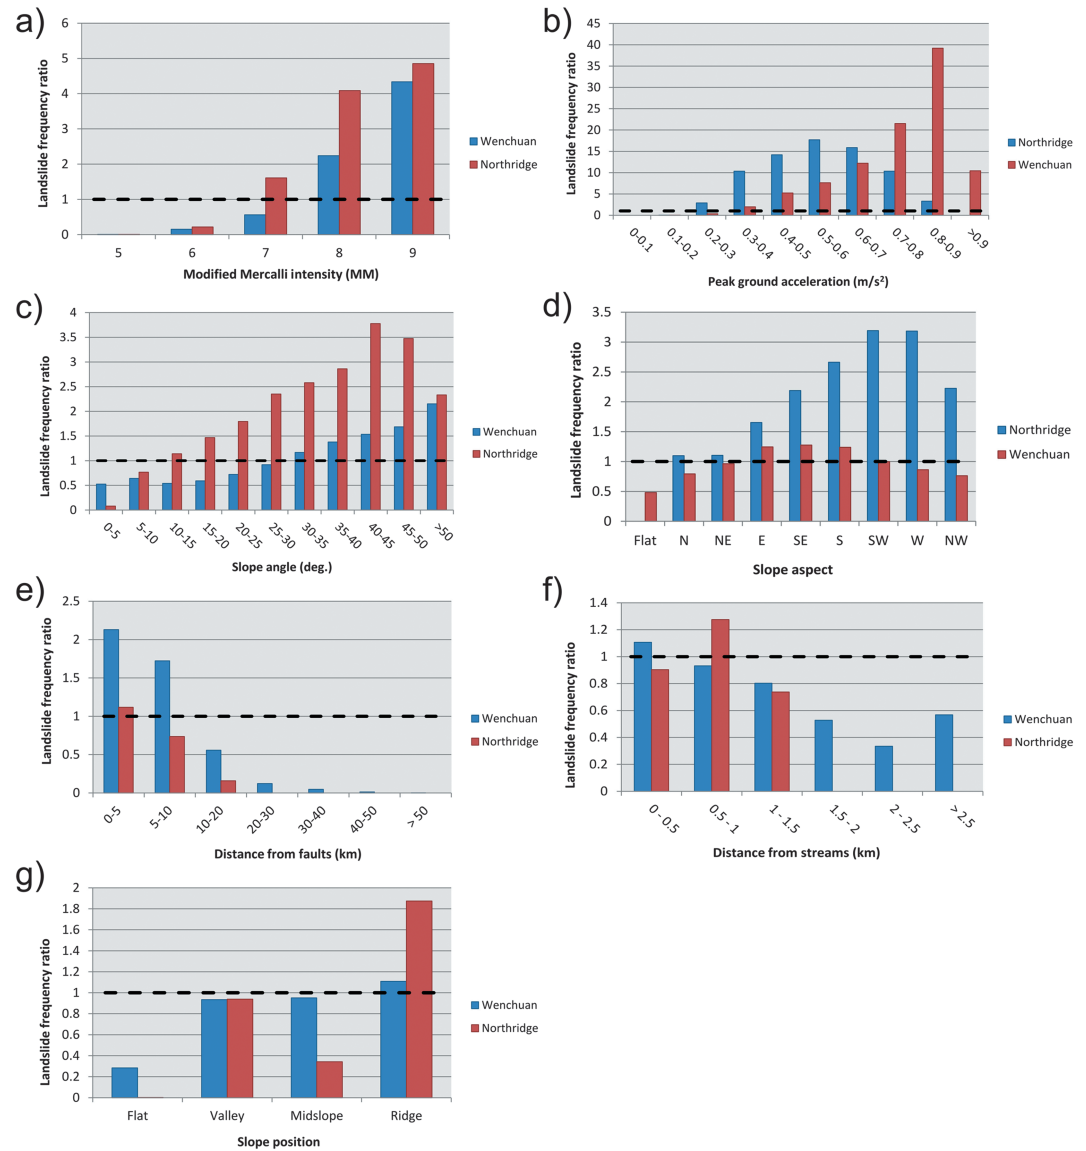 a)
6
5
4
3
2
1
0
Landslide frequency ratio
5 6 7 8 9
Modified Mercalli intensity (MM)
Wenchuan
Northridge
b)
45
40
35
30
25
20
15
10
5
0
Landslide frequency ratio
0-0.1 0.1-0.2 0.2-0.3 0.3-0.4 0.4-0.5 0.5-0.6 0.6-0.7 0.7-0.8 0.8-0.9 >0.9
Peak ground acceleration (m/s²)
Northridge
Wenchuan
c)
4
3.5
3
2.5
2
1.5
1
0.5
0
Landslide frequency ratio
0-5 5-10 10-15 15-20 20-25 25-30 30-35 35-40 40-45 45-50 >50
Slope angle (deg.)
Wenchuan
Northridge
d)
3.5
3
2.5
2
1.5
1
0.5
0
Landslide frequency ratio
Flat N NE E SE S SW W NW
Slope aspect
Northridge
Wenchuan
e)
2.5
2
1.5
1
0.5
0
Landslide frequency ratio
0-5 5-10 10-20 20-30 30-40 40-50 > 50
Distance from faults (km)
Wenchuan
Northridge
f)
1.4
1.2
1
0.8
0.6
0.4
0.2
0
Landslide frequency ratio
0 - 0.5 0.5 - 1 1 - 1.5 1.5 - 2 2 - 2.5 > 2.5
Distance from streams (km)
Wenchuan
Northridge
g)
2
1.8
1.6
1.4
1.2
1
0.8
0.6
0.4
0.2
0
Landslide frequency ratio
Flat Valley Midslope Ridge
Slope position
Wenchuan
Northridge